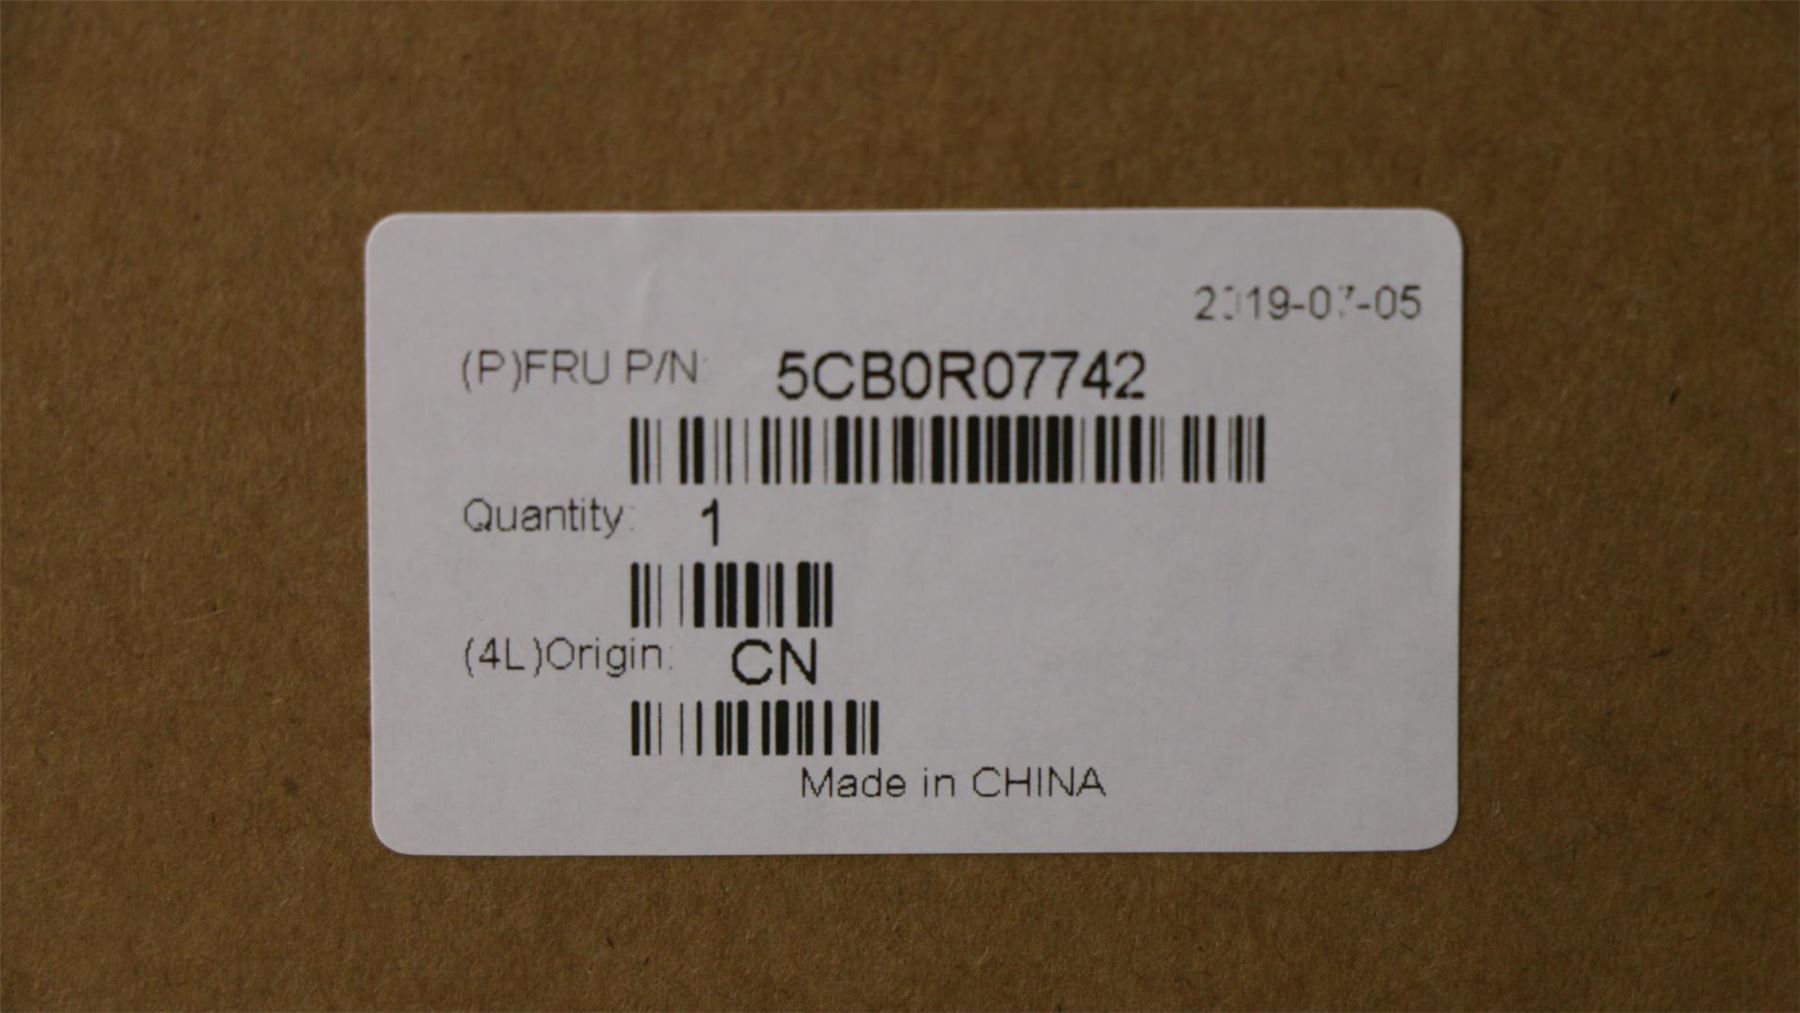 2019-07-05
(P)FRU P/N: 5CB0R07742
Quantity: 1
(4L)Origin: CN
Made in CHINA